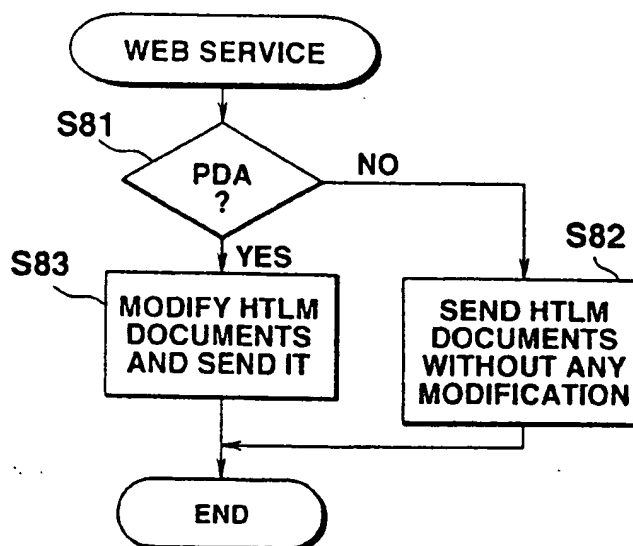 WEB SERVICE
S81
PDA
?
NO
YES
S83
S82
MODIFY HTLM
DOCUMENTS
AND SEND IT
SEND HTLM
DOCUMENTS
WITHOUT ANY
MODIFICATION
END